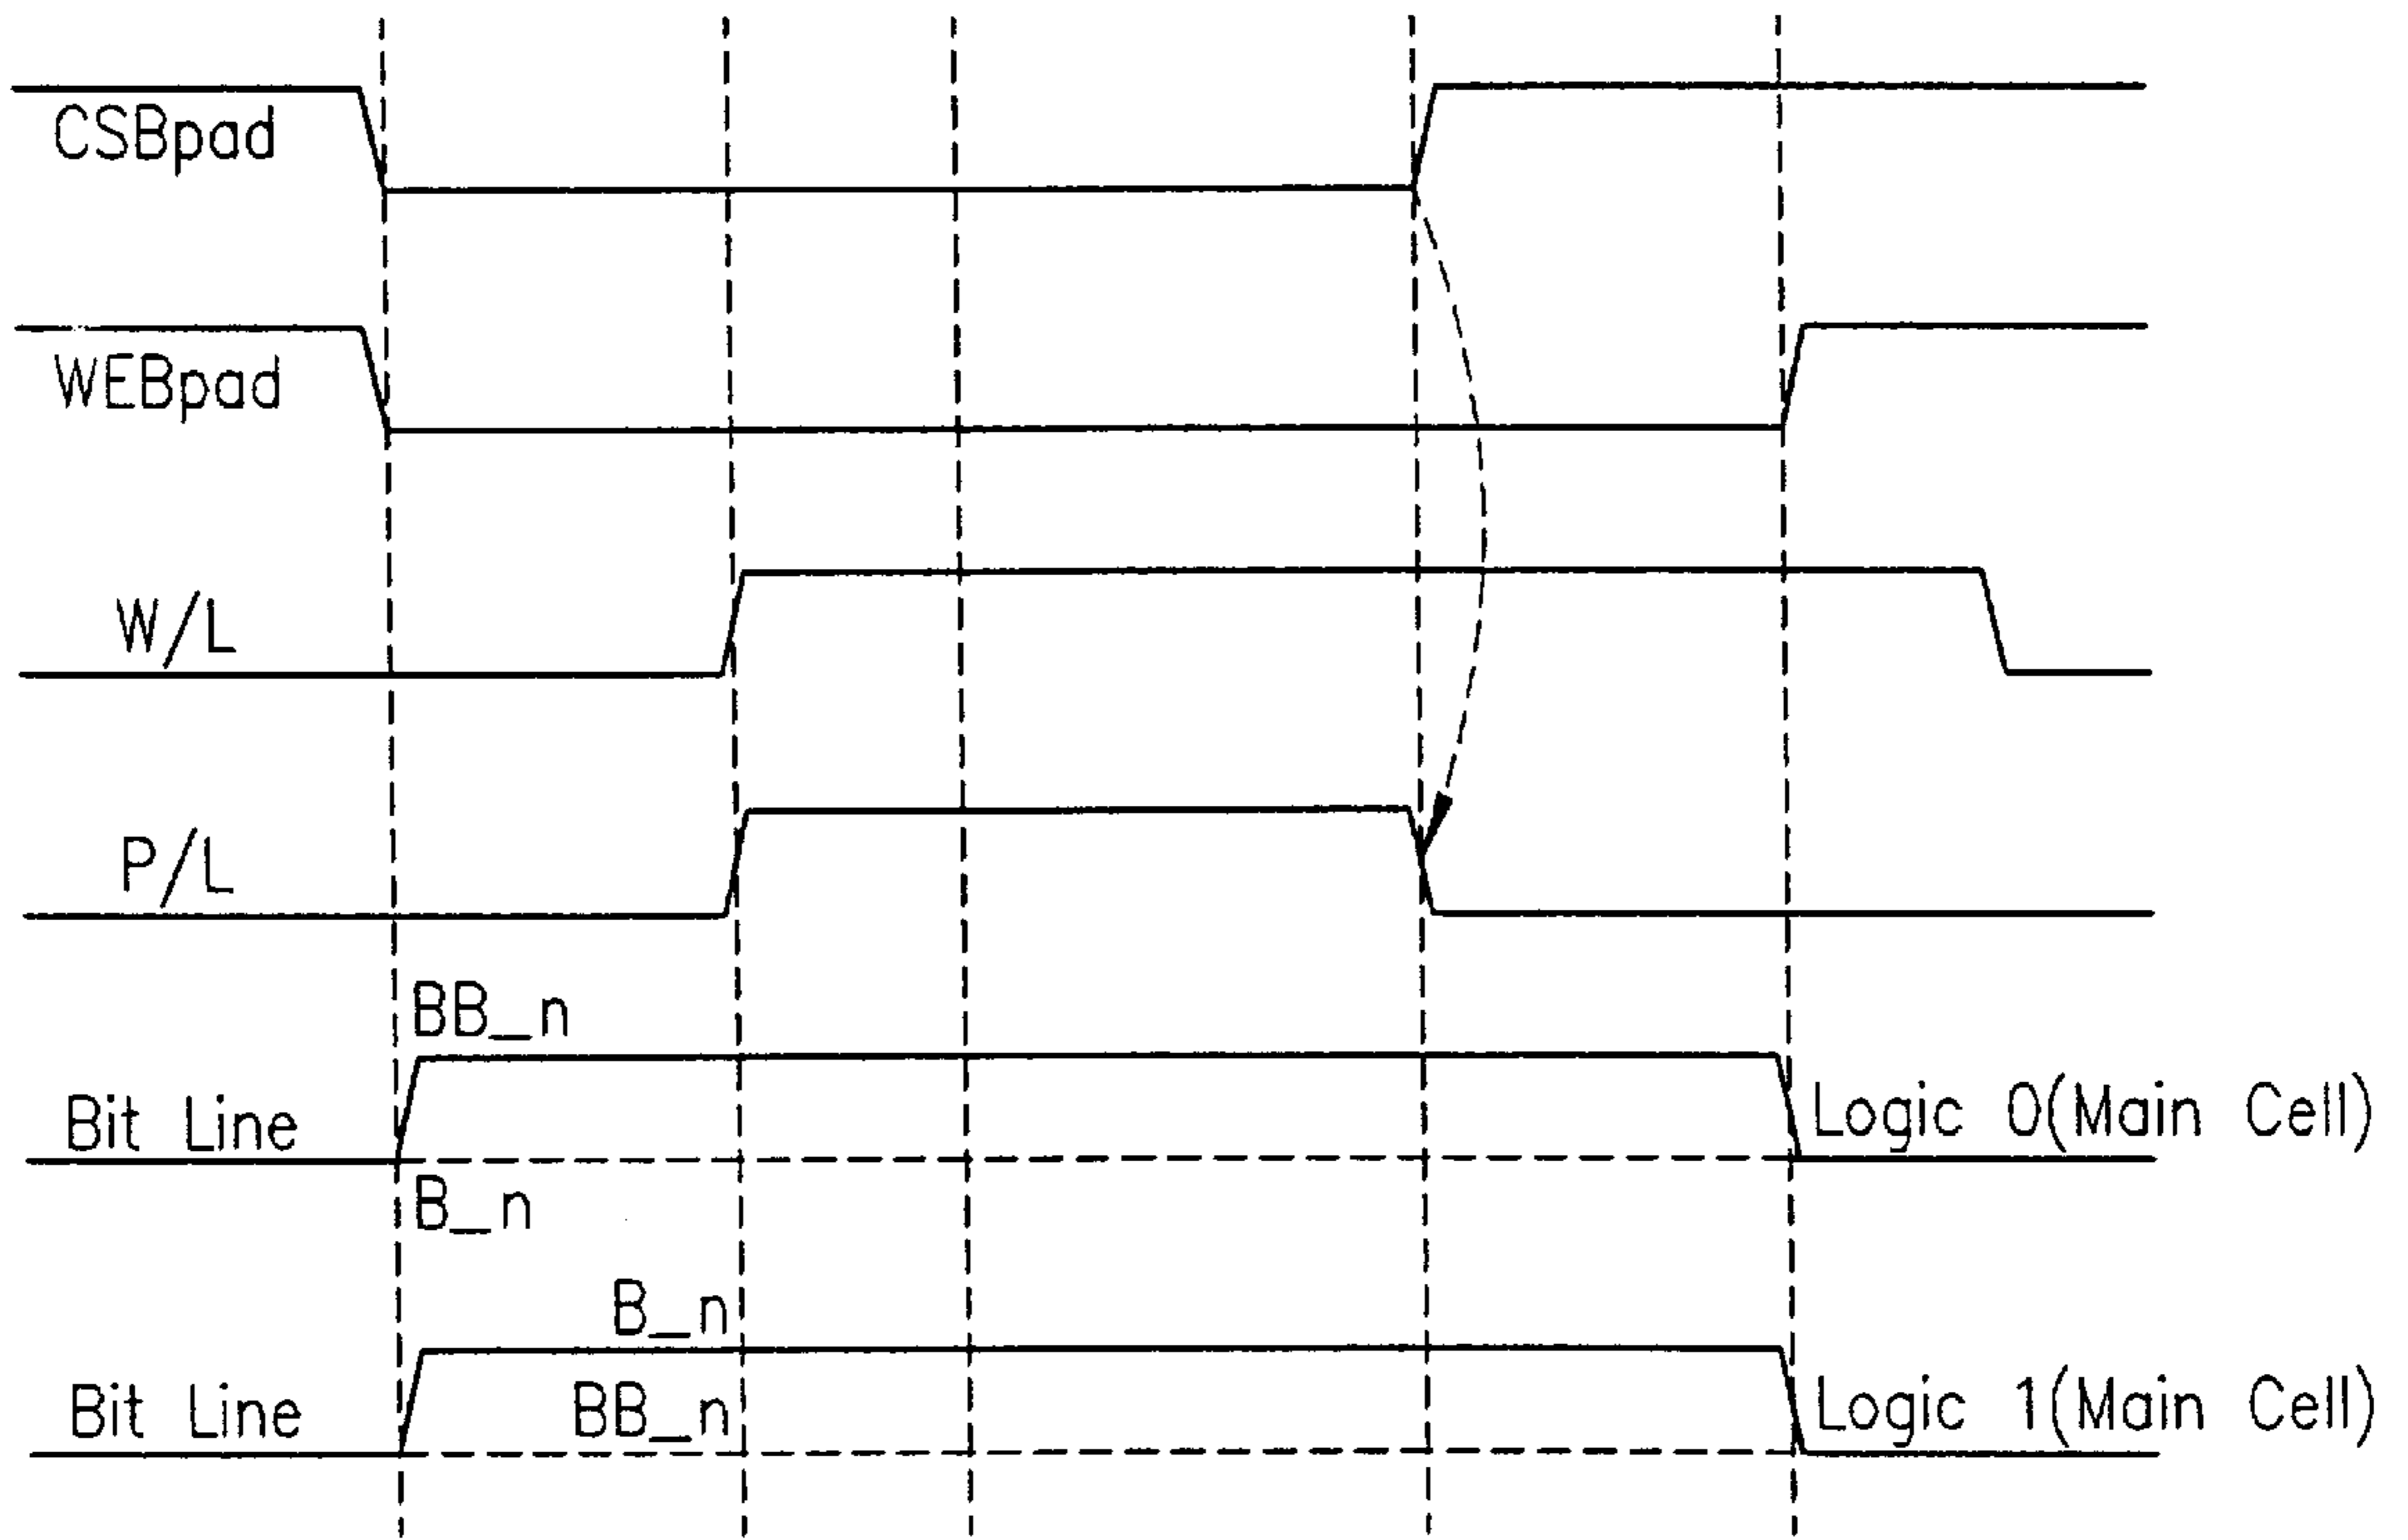 CSBpad
WEBpad
W/L
P/L
BB_n
Bit Line
Logic 0(Main Cell)
B_n
B_n
Bit Line
BB_n
Logic 1(Main Cell)